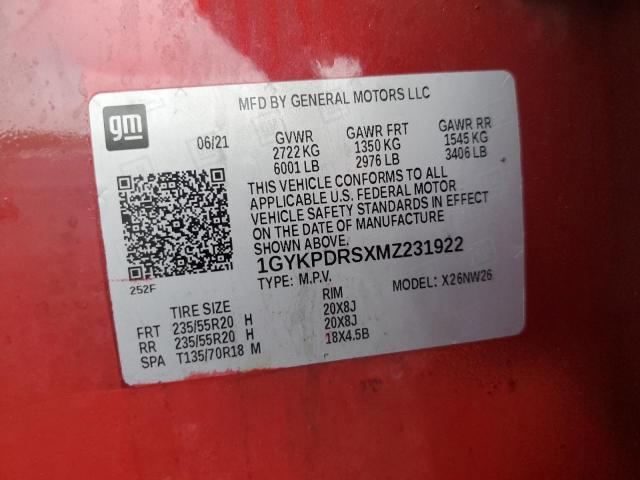 MFD BY GENERAL MOTORS LLC
gm
06/21
GVWR GAWR FRT GAWR RR
2722 KG 1350 KG 1545 KG
6001 LB 2976 LB 3406 LB
THIS VEHICLE CONFORMS TO ALL
APPLICABLE U.S. FEDERAL MOTOR
VEHICLE SAFETY STANDARDS IN EFFECT
ON THE DATE OF MANUFACTURE
SHOWN ABOVE.
1GYKPDRSXMZ231922
TYPE: M.P.V. MODEL: X26NW26
252F
TIRE SIZE RIM
FRT 235/55R20 H 20X8J
RR 235/55R20 H 20X8J
SPA T135/70R18 M 18X4.5B